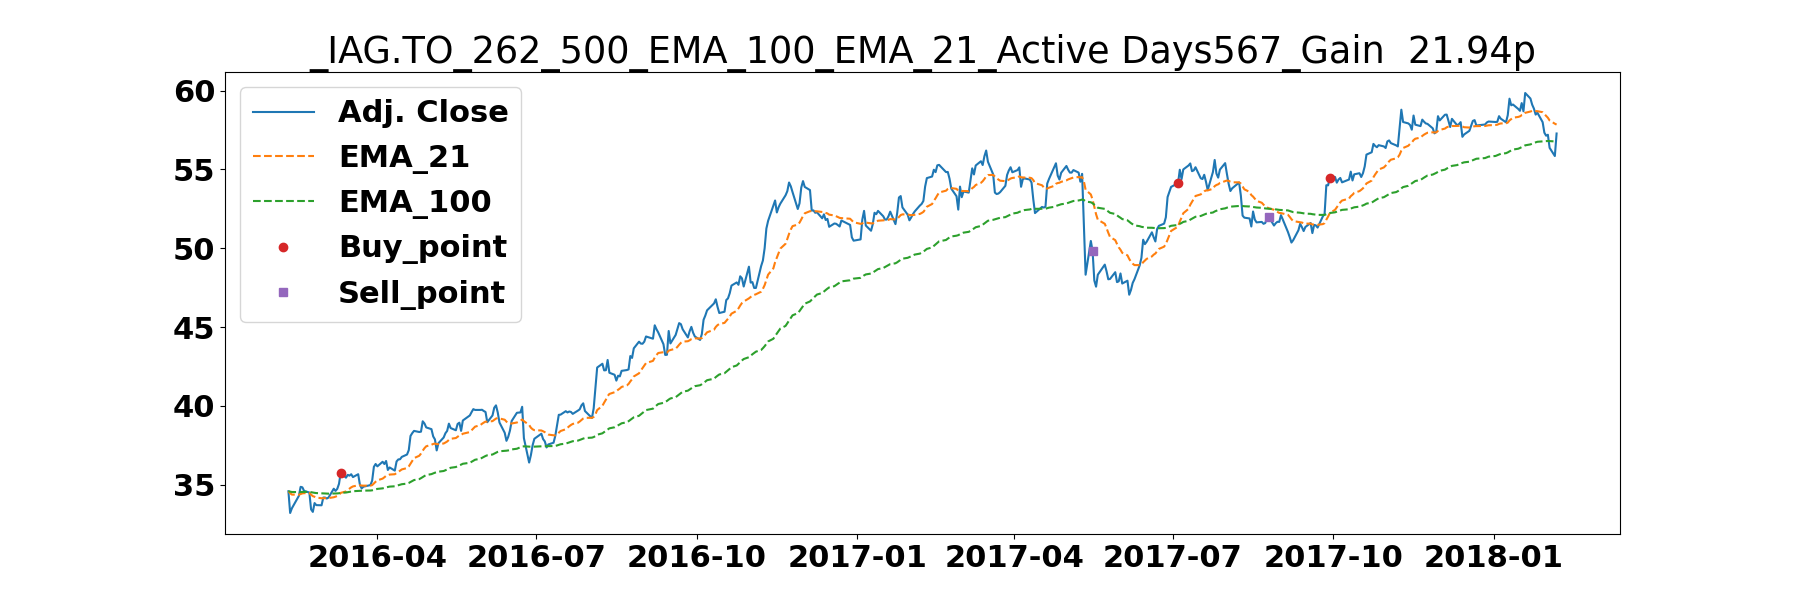 _IAG.TO_262_500_EMA_100_EMA_21_Active Days567_Gain  21.94p
60
55
50
45
40
35
Adj. Close
EMA_21
EMA_100
Buy_point
Sell_point
2016-04 2016-07 2016-10 2017-01 2017-04 2017-07 2017-10 2018-01